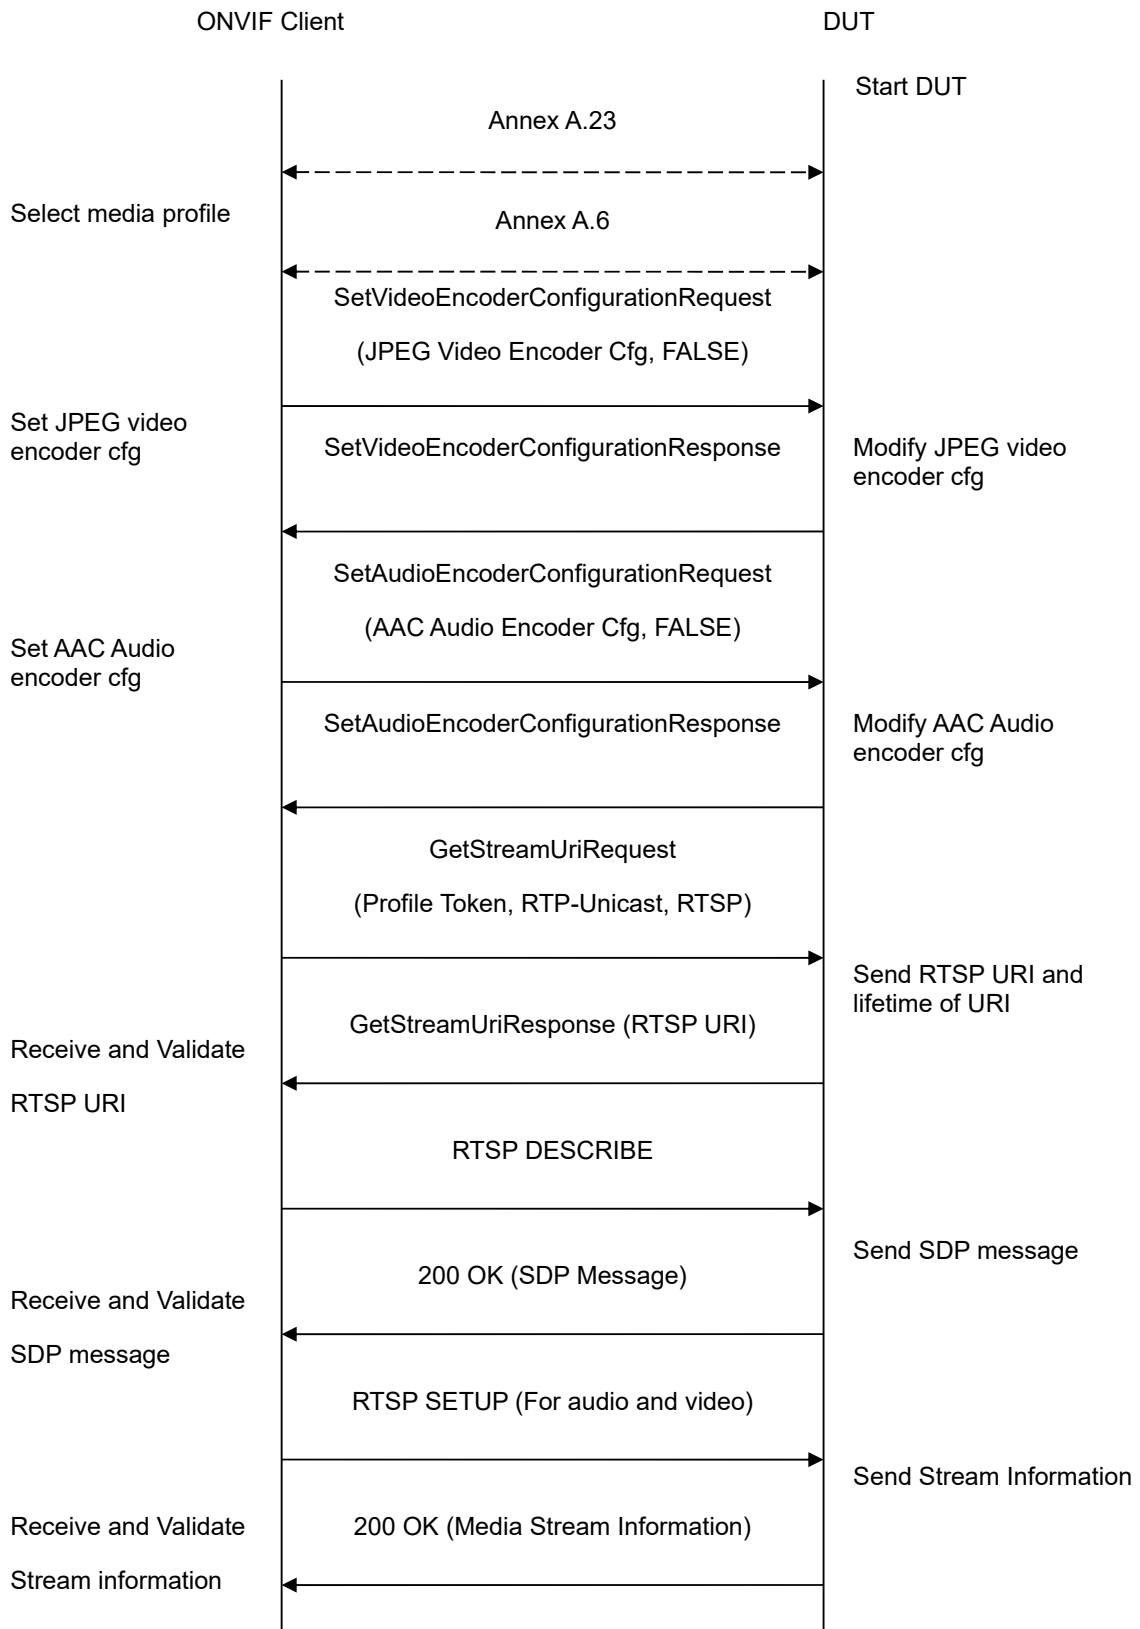 ONVIF Client
DUT
Start DUT
Annex A.23
Select media profile
Annex A.6
SetVideoEncoderConfigurationRequest
(JPEG Video Encoder Cfg, FALSE)
Set JPEG video
encoder cfg
SetVideoEncoderConfigurationResponse
Modify JPEG video
encoder cfg
SetAudioEncoderConfigurationRequest
(AAC Audio Encoder Cfg, FALSE)
Set AAC Audio
encoder cfg
SetAudioEncoderConfigurationResponse
Modify AAC Audio
encoder cfg
GetStreamUriRequest
(Profile Token, RTP-Unicast, RTSP)
Send RTSP URI and
lifetime of URI
GetStreamUriResponse (RTSP URI)
Receive and Validate
RTSP URI
RTSP DESCRIBE
Send SDP message
200 OK (SDP Message)
Receive and Validate
SDP message
RTSP SETUP (For audio and video)
Send Stream Information
200 OK (Media Stream Information)
Receive and Validate
Stream information